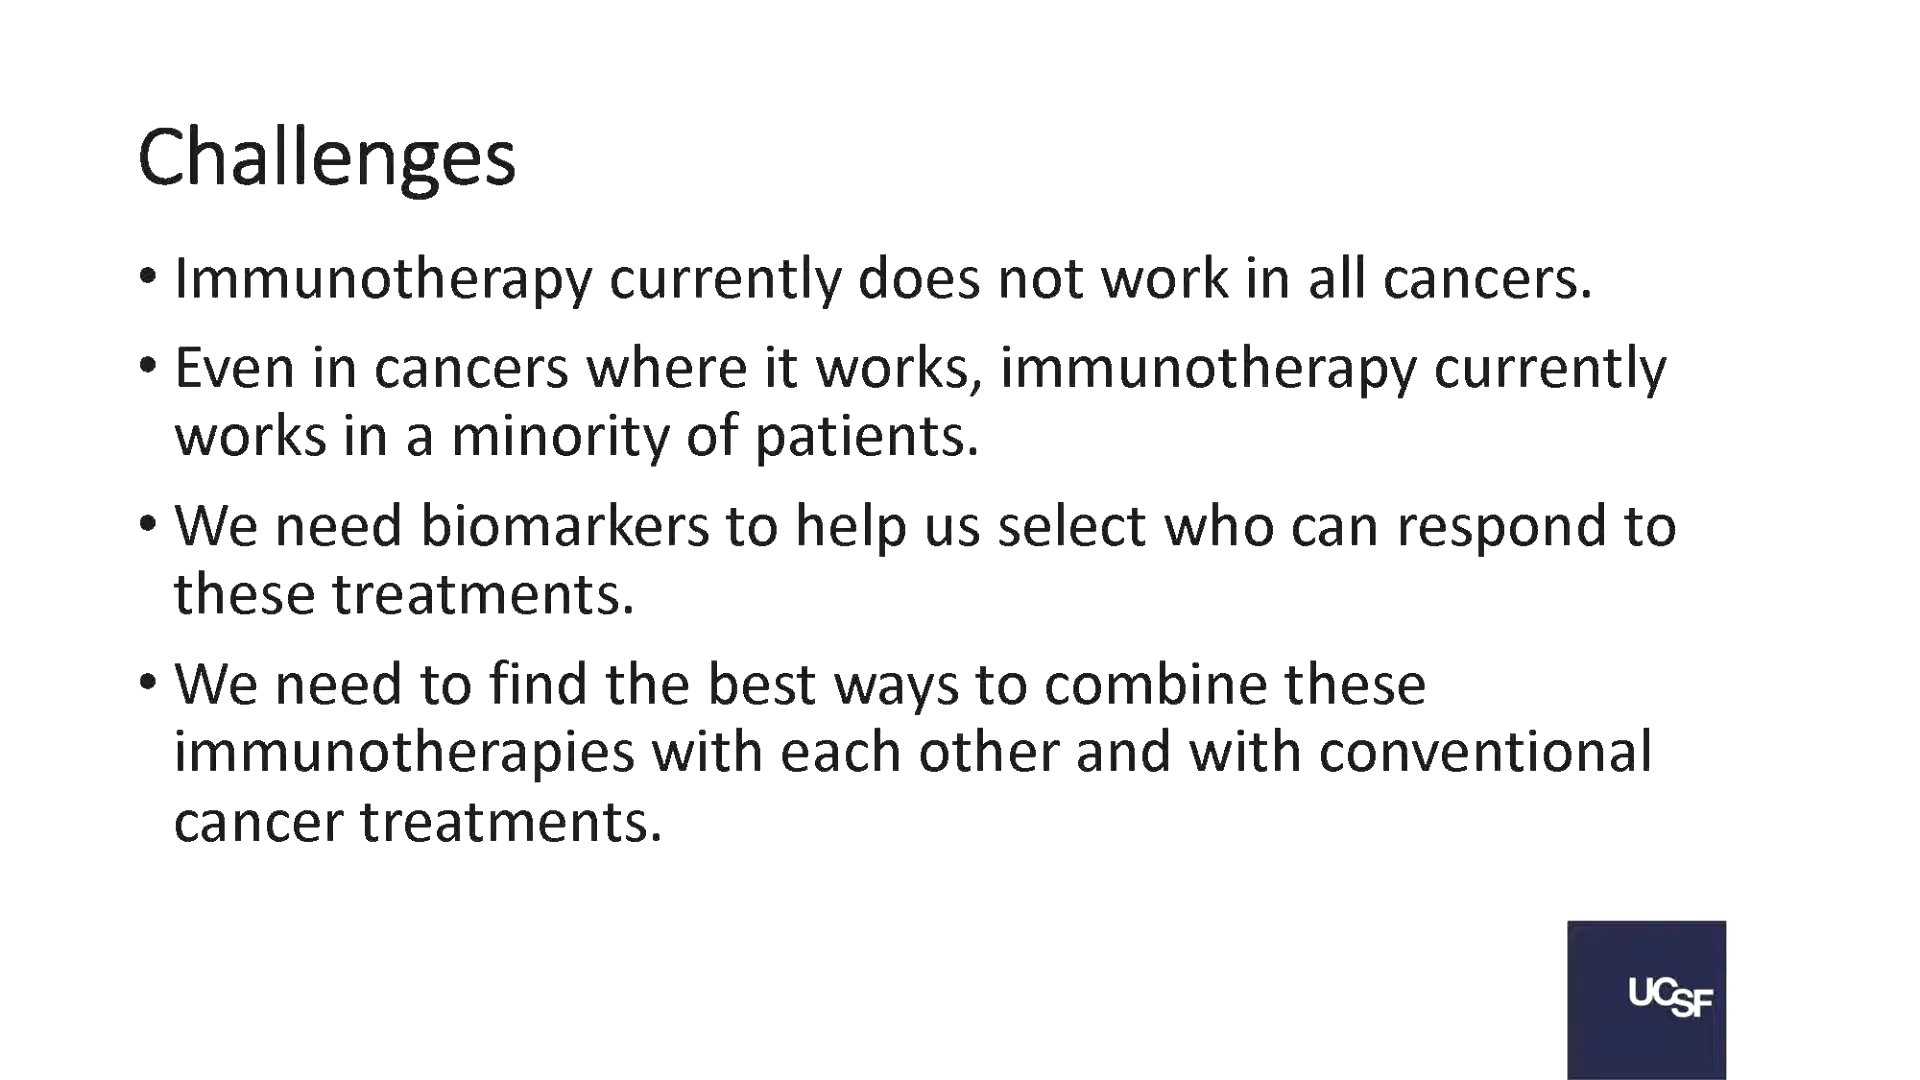 Challenges
• Immunotherapy currently does not work in all cancers.
• Even in cancers where it works, immunotherapy currently
works in a minority of patients.
• We need biomarkers to help us select who can respond to
these treatments.
• We need to find the best ways to combine these
immunotherapies with each other and with conventional
cancer treatments.
UCSF